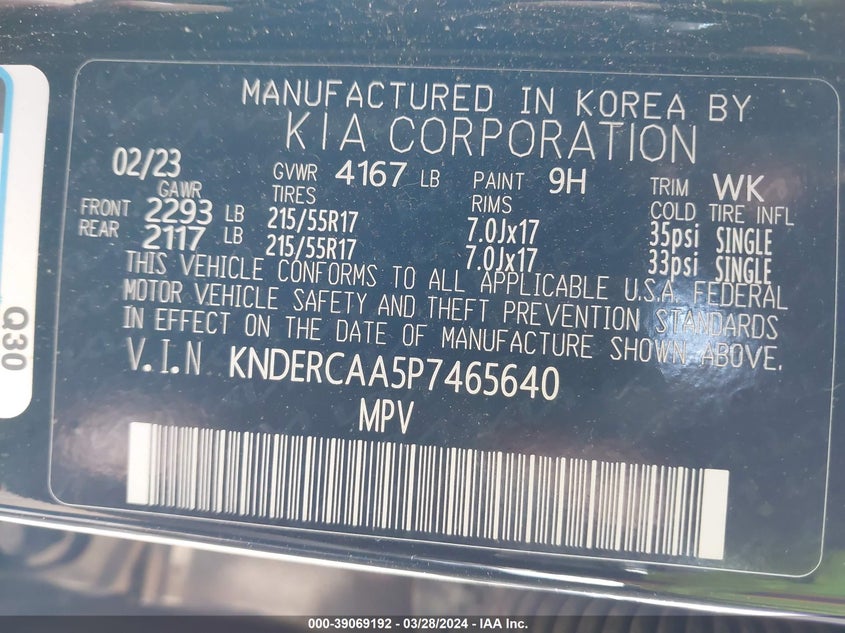 MANUFACTURED IN KOREA BY
KIA CORPORATION
02/23 GVWR 4167 LB PAINT 9H TRIM WK
GAWR TIRES RIMS COLD TIRE INFL
FRONT 2293 LB 215/55R17 7.0Jx17 35psi SINGLE
REAR 2117 LB 215/55R17 7.0Jx17 33psi SINGLE
THIS VEHICLE CONFORMS TO ALL APPLICABLE U.S.A. FEDERAL
MOTOR VEHICLE SAFETY AND THEFT PREVENTION STANDARDS
IN EFFECT ON THE DATE OF MANUFACTURE SHOWN ABOVE.
V.I.N KNDERCAA5P7465640
MPV
Q30
000-39069192 / 03/28/2024 - IAA Inc.